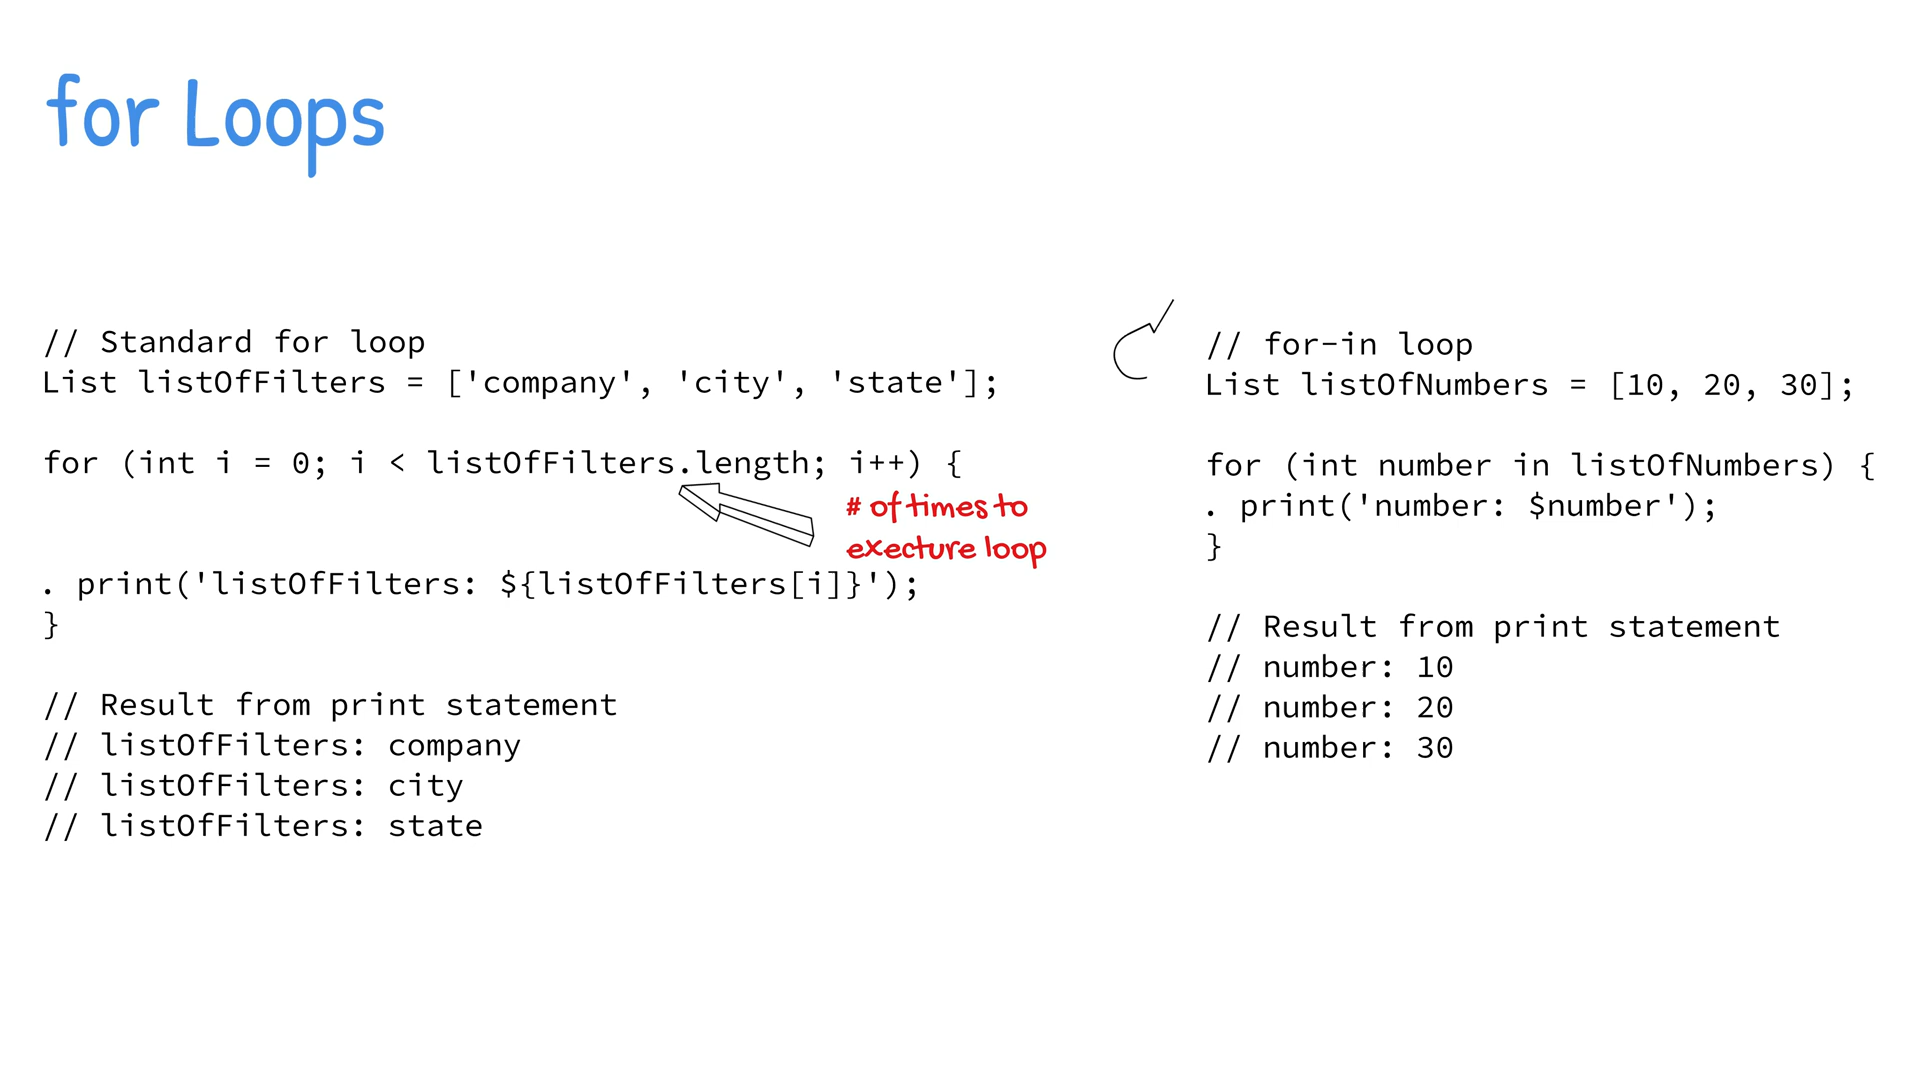 for Loops
// Standard for loop
List listOfFilters = ['company', 'city', 'state'];
for (int i = 0; i < listOfFilters.length; i++) {
# of times to
execture loop
. print('listOfFilters: ${listOfFilters[i]}');
}
// Result from print statement
// listOfFilters: company
// listOfFilters: city
// listOfFilters: state
// for-in loop
List listOfNumbers = [10, 20, 30];
for (int number in listOfNumbers) {
. print('number: $number');
}
// Result from print statement
// number: 10
// number: 20
// number: 30